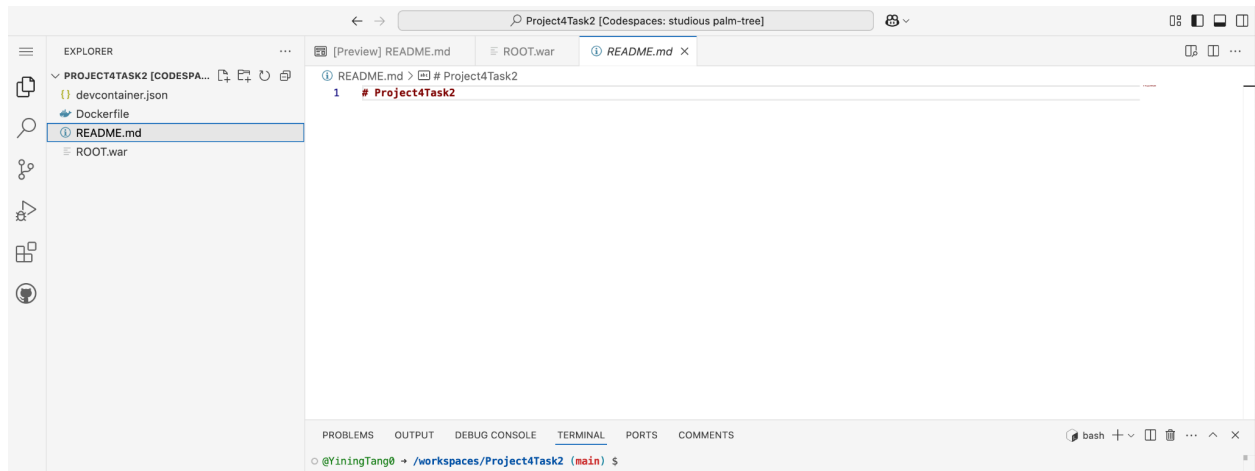 Project4Task2 [Codespaces: studious palm-tree]
EXPLORER
[Preview] README.md
ROOT.war
README.md
PROJECT4TASK2 [CODESPA...
README.md > # Project4Task2
devcontainer.json
1 # Project4Task2
Dockerfile
README.md
ROOT.war
PROBLEMS OUTPUT DEBUG CONSOLE TERMINAL PORTS COMMENTS
bash
@YiningTang0 → /workspaces/Project4Task2 (main) $